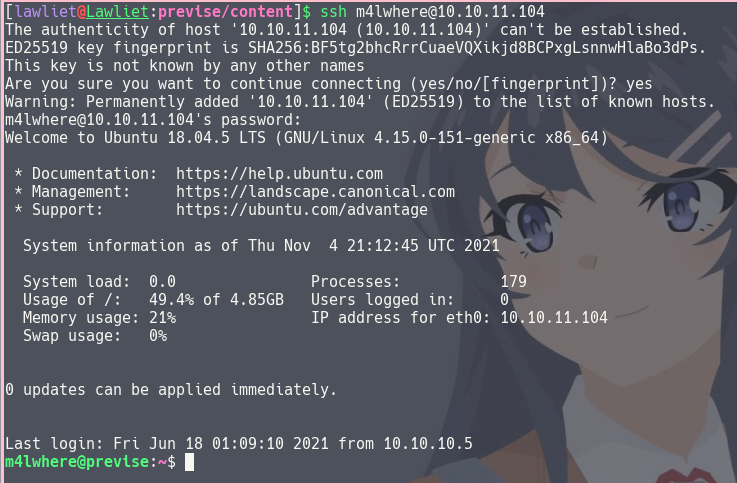 [lawliet@Lawliet:previse/content]$ ssh m4lwhere@10.10.11.104
The authenticity of host '10.10.11.104 (10.10.11.104)' can't be established.
ED25519 key fingerprint is SHA256:BF5tg2bhcRrrCuaeVQXikjd8BCPxgLsnnwHlaBo3dPs.
This key is not known by any other names
Are you sure you want to continue connecting (yes/no/[fingerprint])? yes
Warning: Permanently added '10.10.11.104' (ED25519) to the list of known hosts.
m4lwhere@10.10.11.104's password:
Welcome to Ubuntu 18.04.5 LTS (GNU/Linux 4.15.0-151-generic x86_64)
* Documentation:  https://help.ubuntu.com
* Management:     https://landscape.canonical.com
* Support:        https://ubuntu.com/advantage
System information as of Thu Nov  4 21:12:45 UTC 2021
System load:  0.0                Processes:             179
Usage of /:   49.4% of 4.85GB   Users logged in:       0
Memory usage: 21%                IP address for eth0: 10.10.11.104
Swap usage:   0%
0 updates can be applied immediately.
Last login: Fri Jun 18 01:09:10 2021 from 10.10.10.5
m4lwhere@previse:~$